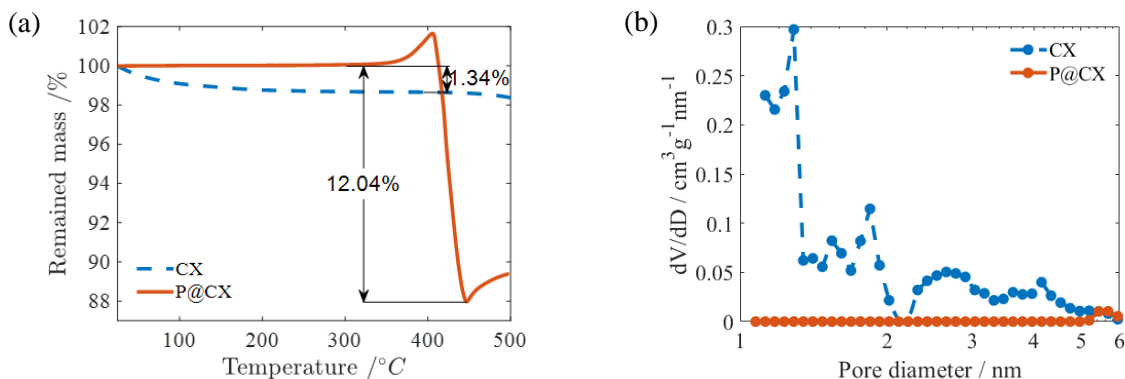 (a)
102
100
98
96
94
92
90
88
Remained mass /%
1.34%
12.04%
CX
P@CX
100 200 300 400 500
Temperature /°C
(b)
0.3
0.25
0.2
0.15
0.1
0.05
0
dV/dD / cm³g⁻¹nm⁻¹
CX
P@CX
1 2 3 4 5 6
Pore diameter / nm